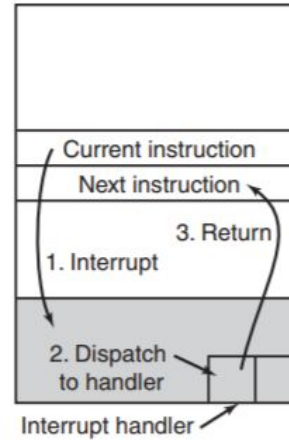 Current instruction
Next instruction
3. Return
1. Interrupt
2. Dispatch
to handler
Interrupt handler